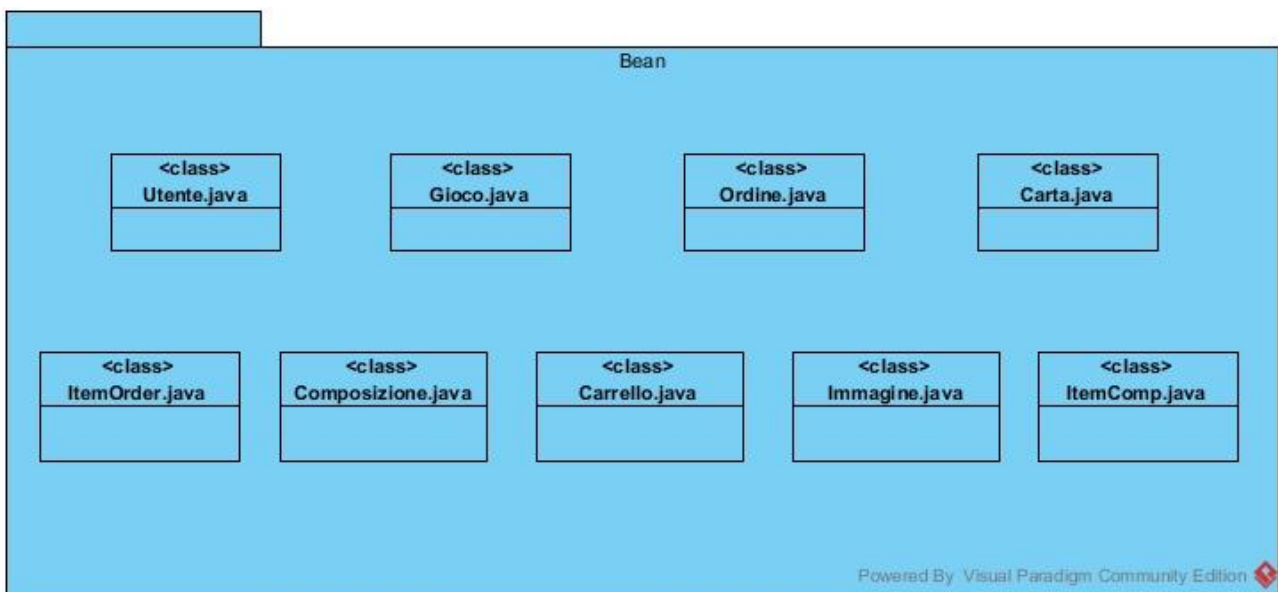 Bean
<class>
Utente.java
<class>
Gioco.java
<class>
Ordine.java
<class>
Carta.java
<class>
ItemOrder.java
<class>
Composizione.java
<class>
Carrello.java
<class>
Immagine.java
<class>
ItemComp.java
Powered By Visual Paradigm Community Edition